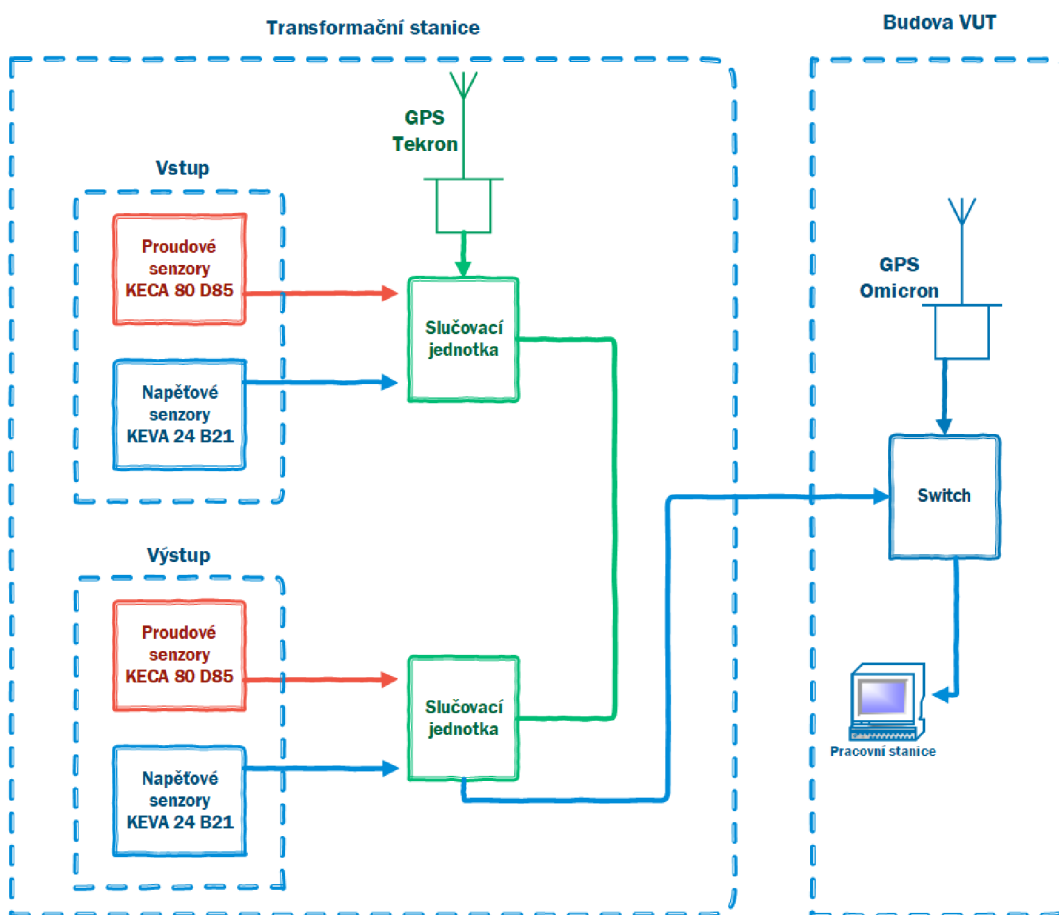 Transformační stanice
Budova VUT
GPS
Tekron
Vstup
Proudové
senzory
KECA 80 D85
Slučovací
jednotka
Napěťové
senzory
KEVA 24 B21
GPS
Omicron
Switch
Výstup
Proudové
senzory
KECA 80 D85
Slučovací
jednotka
Napěťové
senzory
KEVA 24 B21
Pracovní stanice